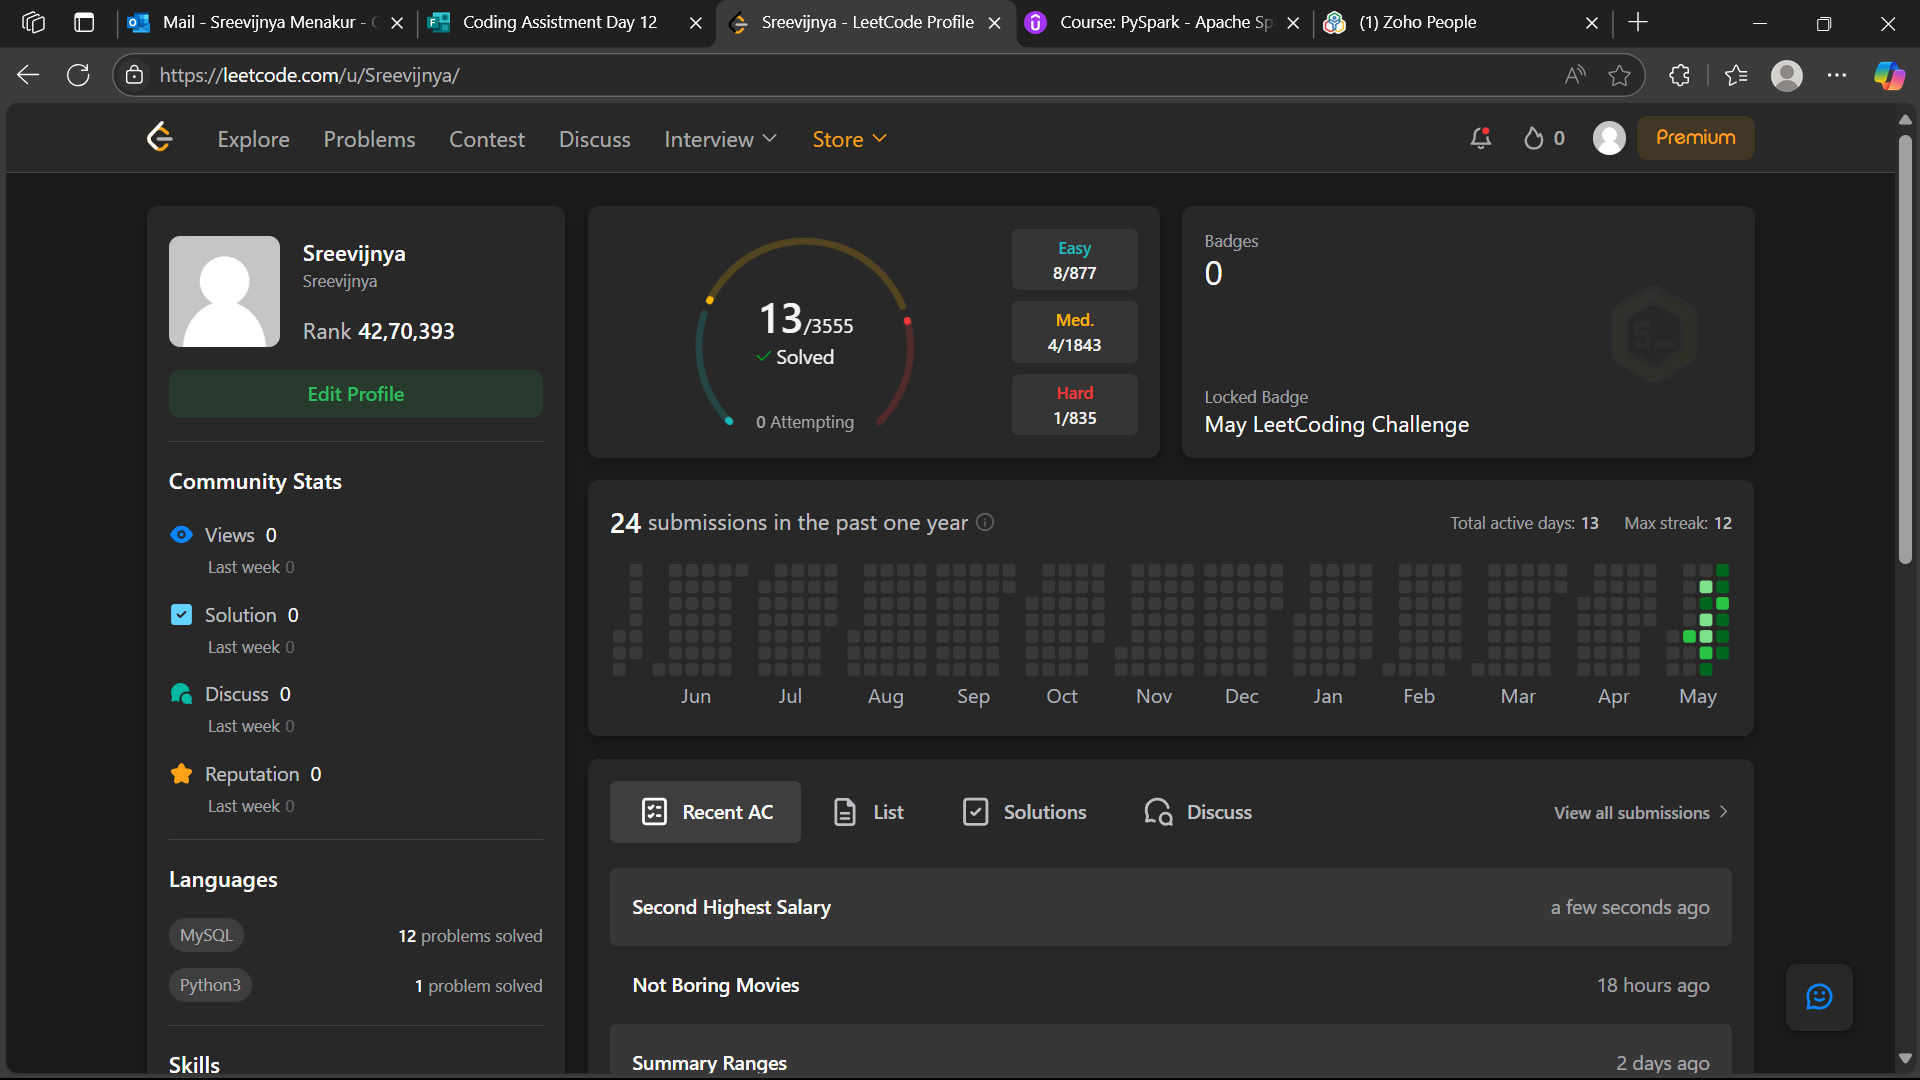 Mail - Sreevijnya Menakur -
Coding Assistment Day 12
Sreevijnya - LeetCode Profile
Course: PySpark - Apache Sp
(1) Zoho People
https://leetcode.com/u/Sreevijnya/
Explore
Problems
Contest
Discuss
Interview
Store
0
Premium
Sreevijnya
Sreevijnya
Rank 42,70,393
Edit Profile
Community Stats
Views 0
Last week 0
Solution 0
Last week 0
Discuss 0
Last week 0
Reputation 0
Last week 0
Languages
MySQL
12 problems solved
Python3
1 problem solved
Skills
13/3555
Solved
0 Attempting
Easy
8/877
Med.
4/1843
Hard
1/835
Badges
0
Locked Badge
May LeetCoding Challenge
24 submissions in the past one year
Total active days: 13
Max streak: 12
Jun
Jul
Aug
Sep
Oct
Nov
Dec
Jan
Feb
Mar
Apr
May
Recent AC
List
Solutions
Discuss
View all submissions
Second Highest Salary
a few seconds ago
Not Boring Movies
18 hours ago
Summary Ranges
2 days ago